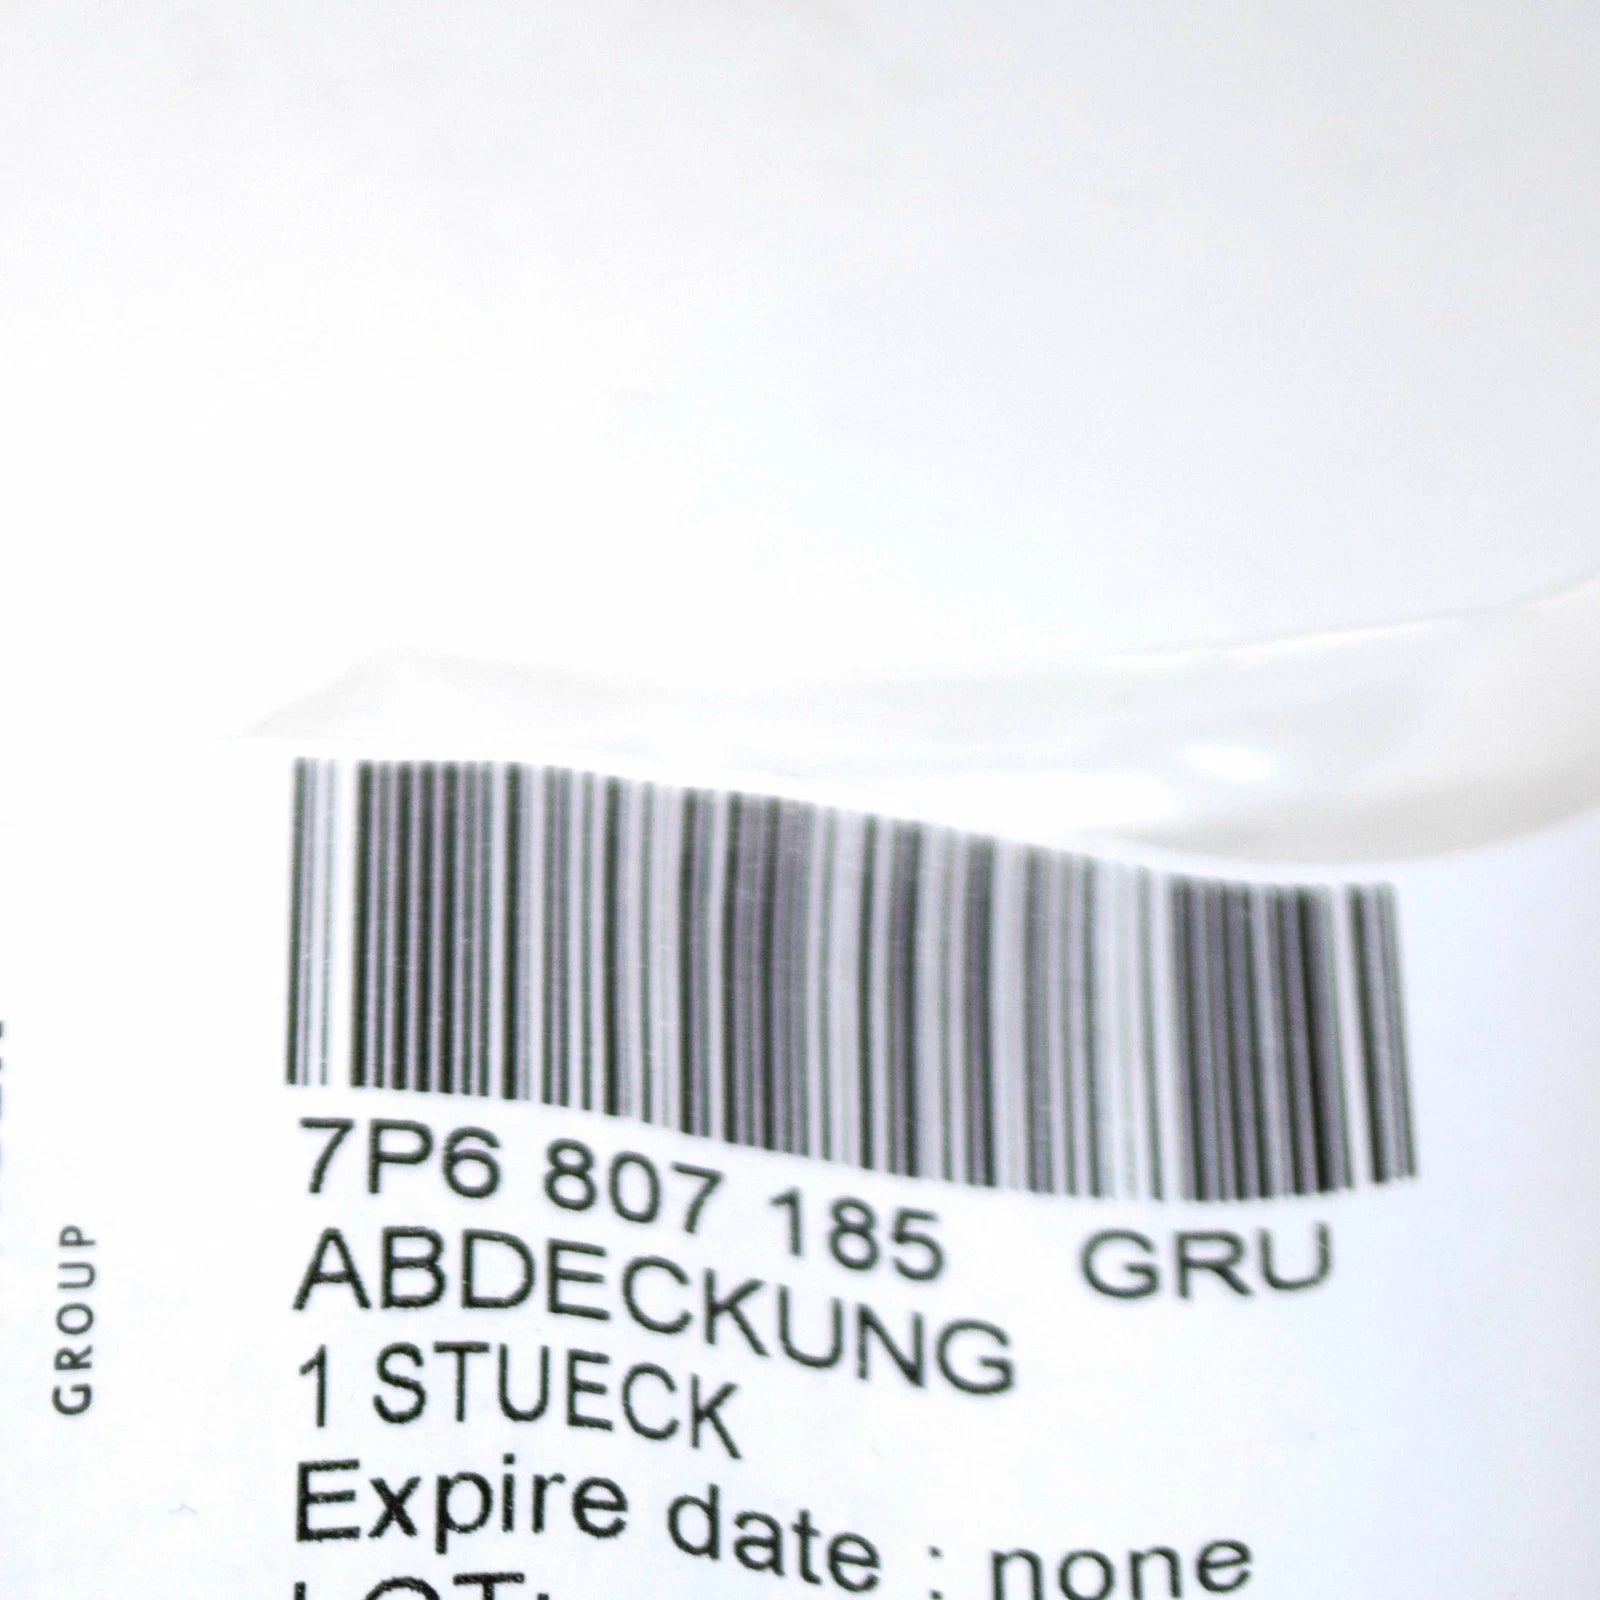 7P6 807 185 GRU
ABDECKUNG
1 STUECK
Expire date : none
GROUP